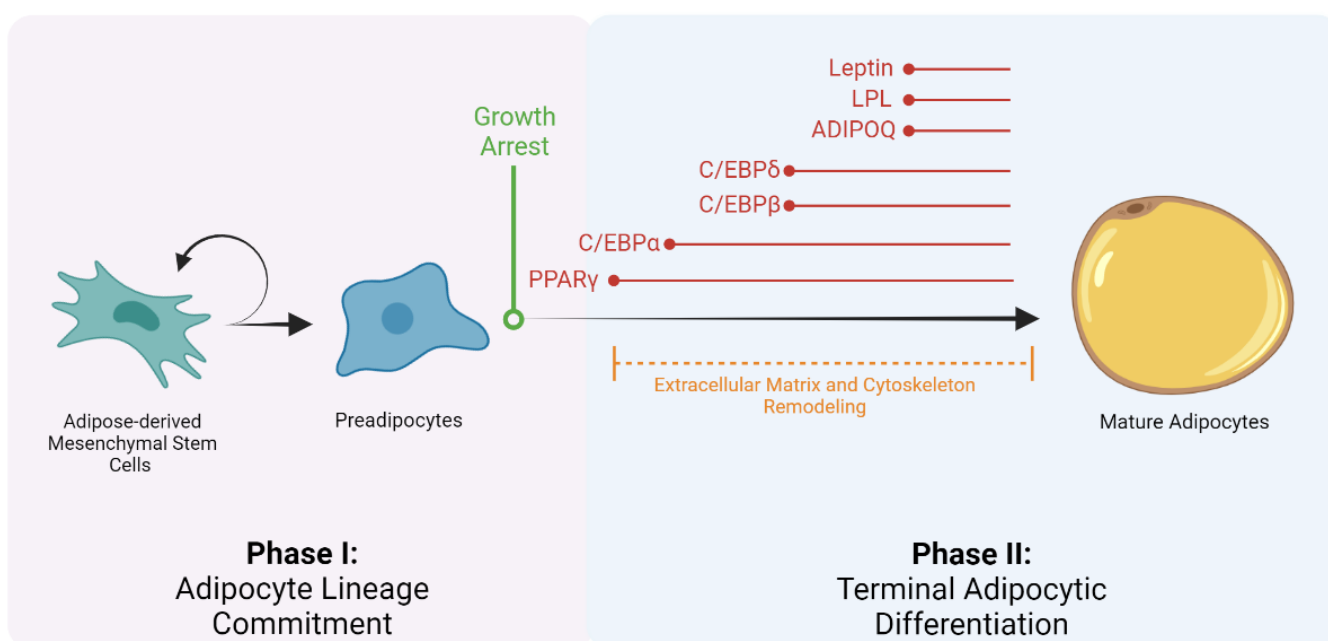 Leptin
LPL
ADIPOQ
Growth
Arrest
C/EBPδ
C/EBPβ
C/EBPα
PPARγ
Extracellular Matrix and Cytoskeleton
Remodeling
Adipose-derived
Mesenchymal Stem
Cells
Preadipocytes
Mature Adipocytes
Phase I:
Adipocyte Lineage
Commitment
Phase II:
Terminal Adipocytic
Differentiation